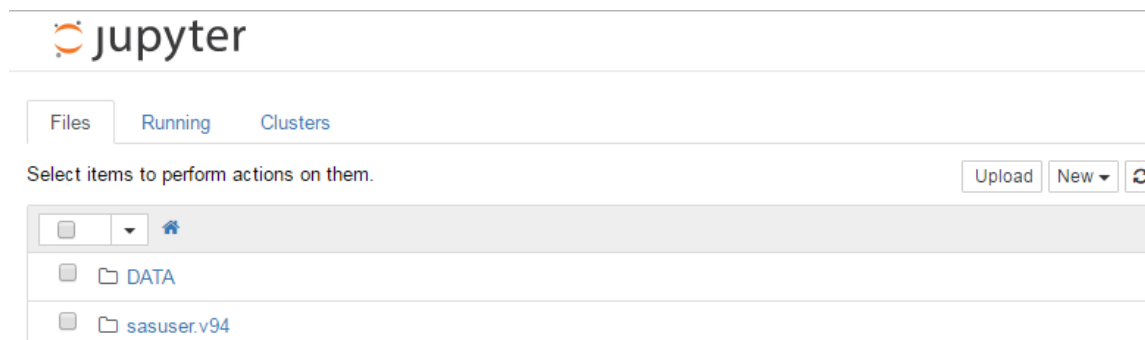 jupyter
Files Running Clusters
Select items to perform actions on them.
Upload New
DATA
sasuser.v94